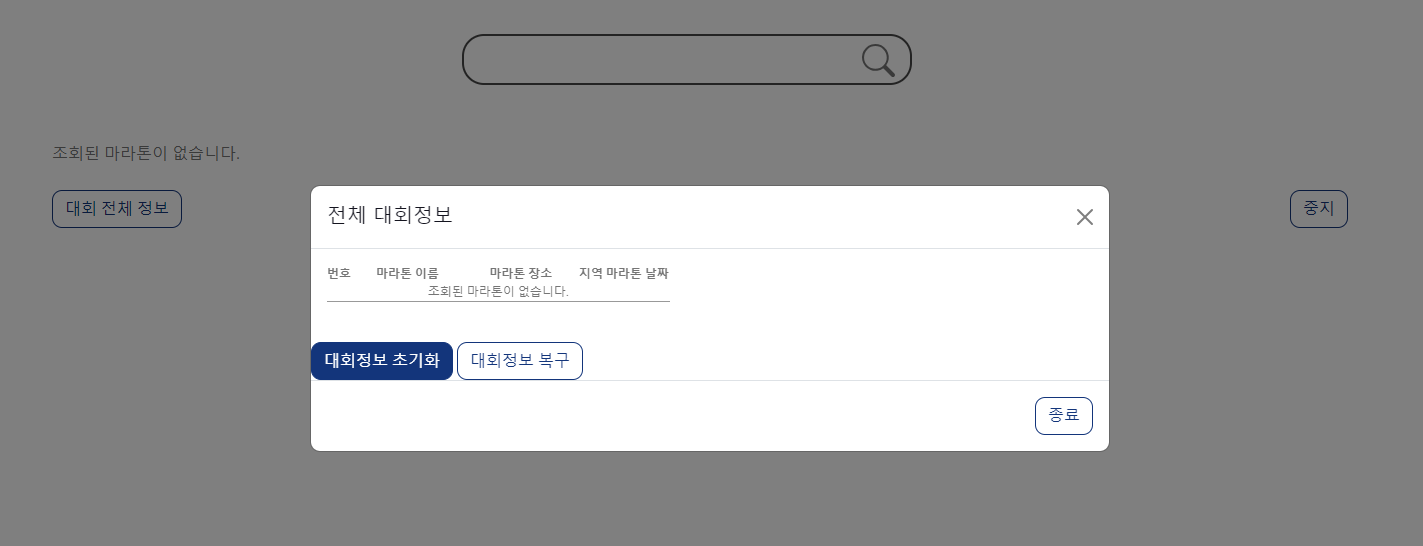 조회된 마라톤이 없습니다.
대회 전체 정보
중지
전체 대회정보
번호 마라톤 이름 마라톤 장소 지역 마라톤 날짜
조회된 마라톤이 없습니다.
대회정보 초기화 대회정보 복구
종료